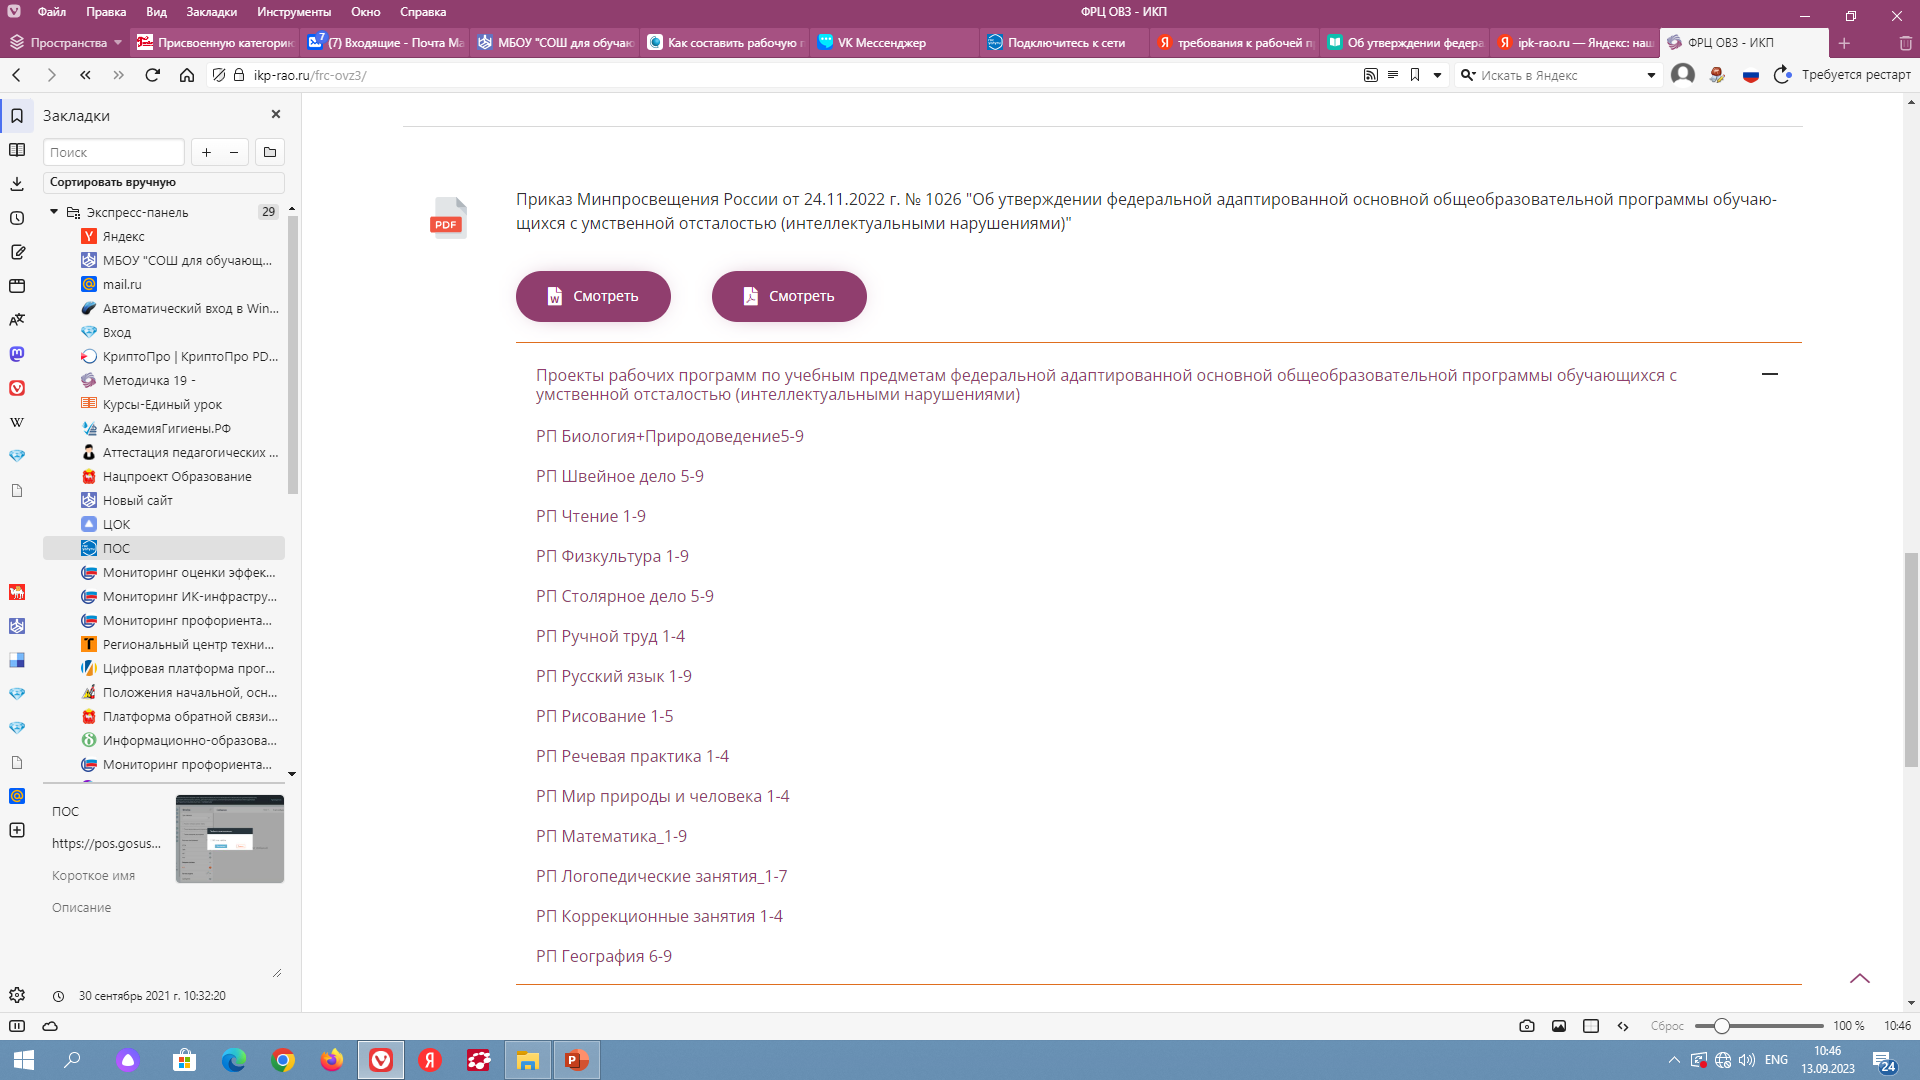 Файл Правка Вид Закладки Инструменты Окно Справка
ФРЦ ОВЗ - ИКП
Пространства
Присвоенную категорию
(7) Входящие - Почта Ма
МБОУ "СОШ для обучаю
Как составить рабочую п
VK Мессенджер
Подключитесь к сети
требования к рабочей п
Об утверждении федера
ipk-rao.ru — Яндекс: наш
ФРЦ ОВЗ - ИКП
ikp-rao.ru/frc-ovz3/
Искать в Яндекс
Требуется рестарт
Закладки
Поиск
Сортировать вручную
Экспресс-панель 29
Яндекс
МБОУ "СОШ для обучающ...
mail.ru
Автоматический вход в Win...
Вход
КриптоПро | КриптоПро PD...
Методичка 19 -
Курсы-Единый урок
АкадемияГигиены.РФ
Аттестация педагогических ...
Нацпроект Образование
Новый сайт
ЦОК
ПОС
Мониторинг оценки эффек...
Мониторинг ИК-инфрастру...
Мониторинг профориента...
Региональный центр техни...
Цифровая платформа прог...
Положения начальной, осн...
Платформа обратной связи...
Информационно-образова...
Мониторинг профориента...
ПОС
https://pos.gosus...
Короткое имя
Описание
30 сентябрь 2021 г. 10:32:20
PDF
Приказ Минпросвещения России от 24.11.2022 г. № 1026 "Об утверждении федеральной адаптированной основной общеобразовательной программы обучаю-
щихся с умственной отсталостью (интеллектуальными нарушениями)"
Смотреть
Смотреть
Проекты рабочих программ по учебным предметам федеральной адаптированной основной общеобразовательной программы обучающихся с
умственной отсталостью (интеллектуальными нарушениями)
РП Биология+Природоведение5-9
РП Швейное дело 5-9
РП Чтение 1-9
РП Физкультура 1-9
РП Столярное дело 5-9
РП Ручной труд 1-4
РП Русский язык 1-9
РП Рисование 1-5
РП Речевая практика 1-4
РП Мир природы и человека 1-4
РП Математика_1-9
РП Логопедические занятия_1-7
РП Коррекционные занятия 1-4
РП География 6-9
Сброс
100 %
10:46
ENG
10:46
13.09.2023
24